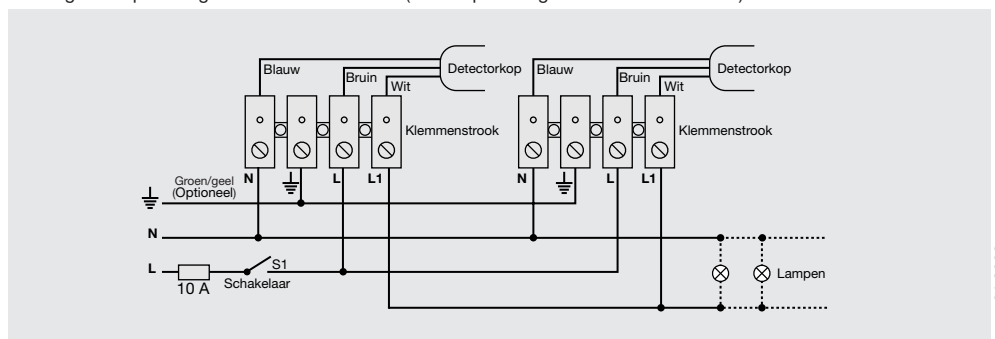 Blauw
Bruin
Wit
Detectorkop
Blauw
Bruin
Wit
Detectorkop
Klemmenstrook
Klemmenstrook
N
L
L1
N
L
L1
Groen/geel
(Optioneel)
N
L
10 A
S1
Schakelaar
Lampen